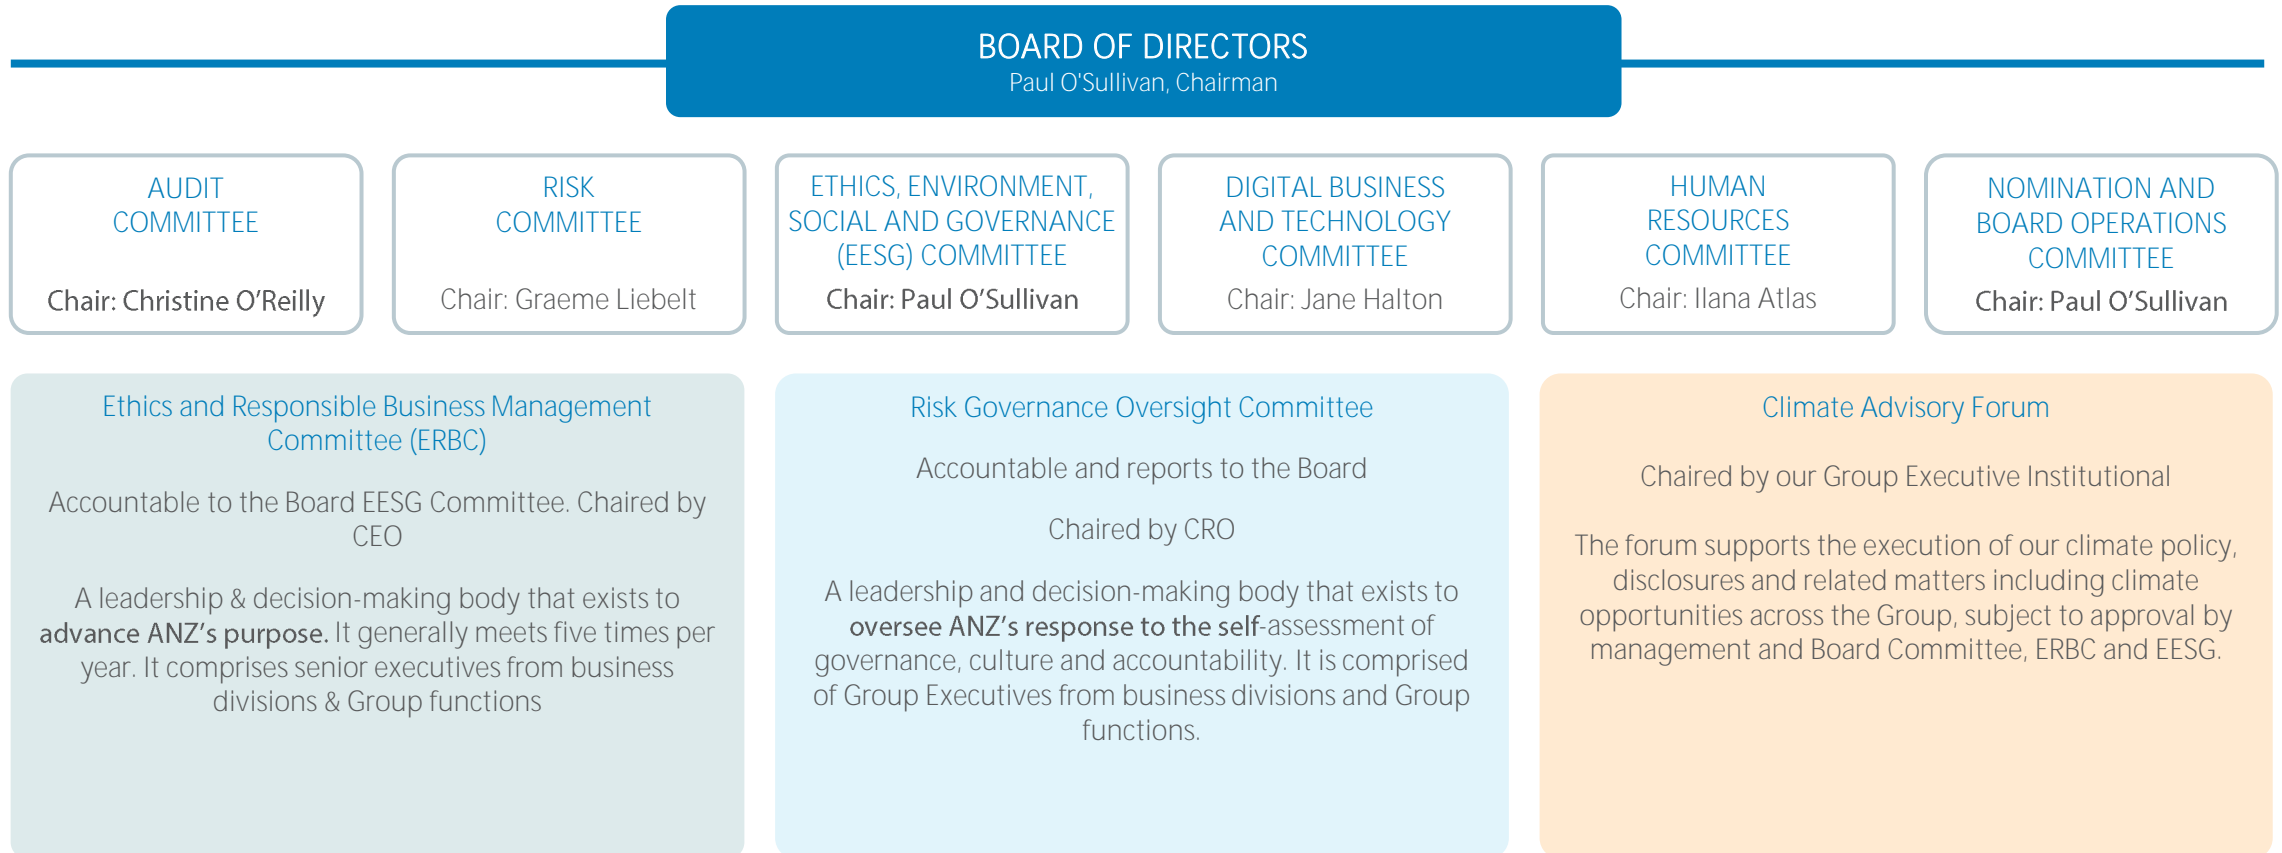 BOARD OF DIRECTORS
Paul O'Sullivan, Chairman
AUDIT
COMMITTEE
Chair: Christine O’Reilly
RISK
COMMITTEE
Chair: Graeme Liebelt
ETHICS, ENVIRONMENT,
SOCIAL AND GOVERNANCE
(EESG) COMMITTEE
Chair: Paul O’Sullivan
DIGITAL BUSINESS
AND TECHNOLOGY
COMMITTEE
Chair: Jane Halton
HUMAN
RESOURCES
COMMITTEE
Chair: Ilana Atlas
NOMINATION AND
BOARD OPERATIONS
COMMITTEE
Chair: Paul O’Sullivan
Ethics and Responsible Business Management
Committee (ERBC)
Accountable to the Board EESG Committee. Chaired by
CEO
A leadership & decision-making body that exists to
advance ANZ’s purpose. It generally meets five times per
year. It comprises senior executives from business
divisions & Group functions
Risk Governance Oversight Committee
Accountable and reports to the Board
Chaired by CRO
A leadership and decision-making body that exists to
oversee ANZ’s response to the self-assessment of
governance, culture and accountability. It is comprised
of Group Executives from business divisions and Group
functions.
Climate Advisory Forum
Chaired by our Group Executive Institutional
The forum supports the execution of our climate policy,
disclosures and related matters including climate
opportunities across the Group, subject to approval by
management and Board Committee, ERBC and EESG.